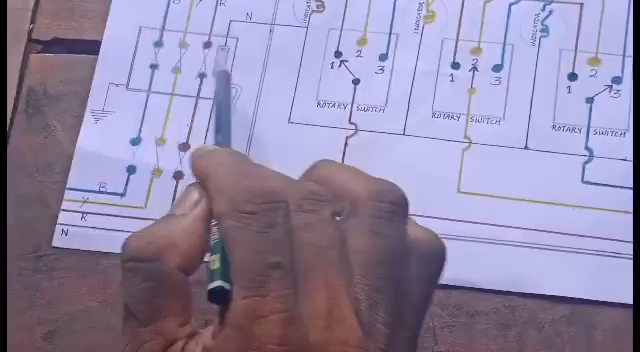 R
N
INDICATOR
INDICATOR
INDICATOR
1 2 3
1 2 3
1 2 3
ROTARY SWITCH
ROTARY SWITCH
ROTARY SWITCH
B
Y
R
N